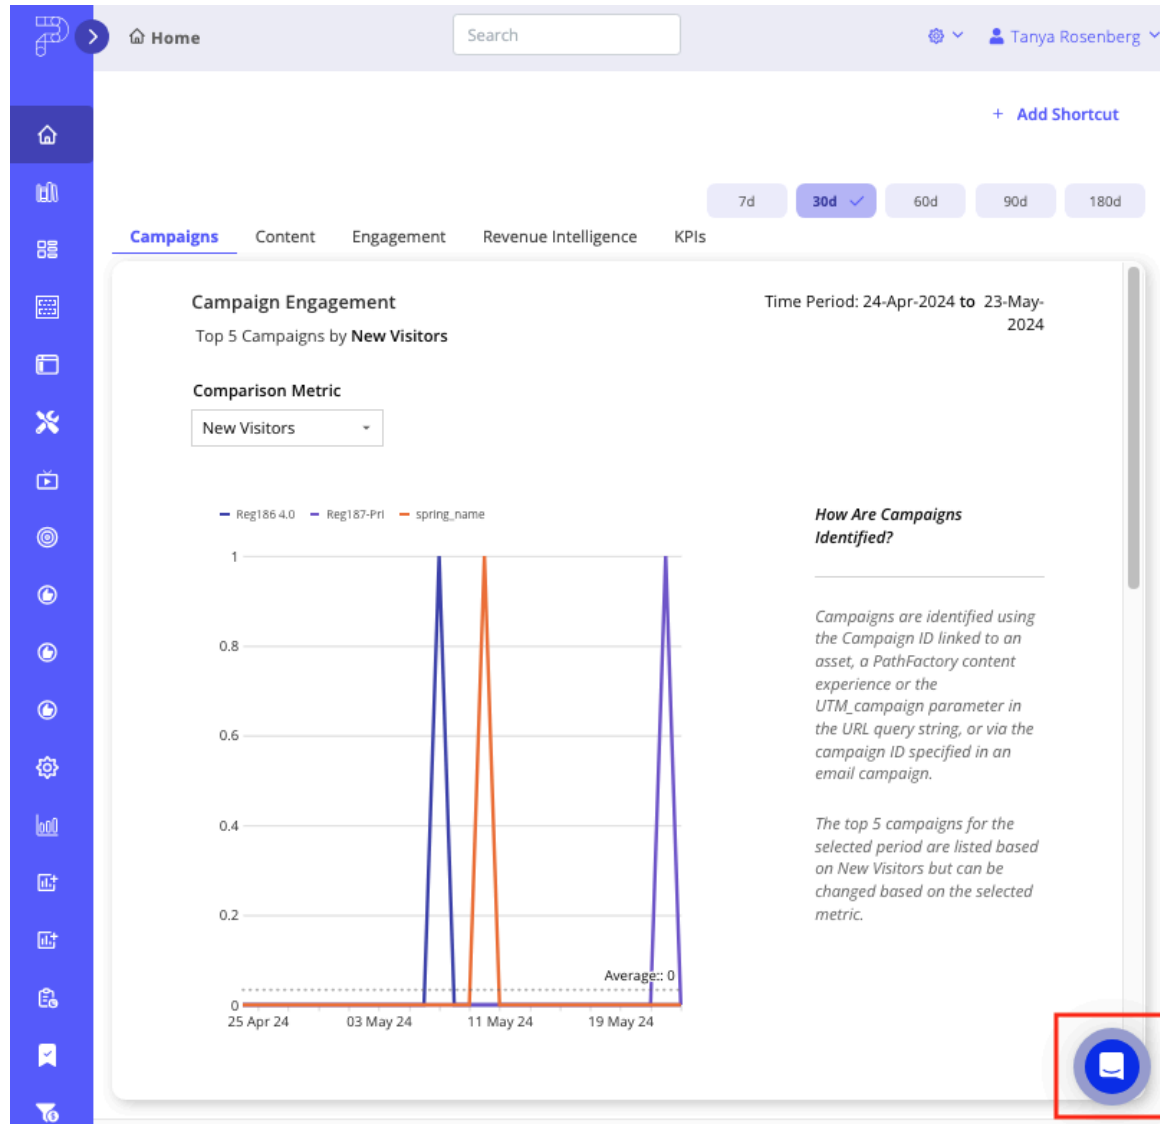 Home
Search
Tanya Rosenberg
+ Add Shortcut
7d
30d
60d
90d
180d
Campaigns
Content
Engagement
Revenue Intelligence
KPIs
Campaign Engagement
Top 5 Campaigns by New Visitors
Time Period: 24-Apr-2024 to 23-May-
2024
Comparison Metric
New Visitors
Reg186 4.0
Reg187-Pri
spring_name
1
0.8
0.6
0.4
0.2
0
Average:: 0
25 Apr 24
03 May 24
11 May 24
19 May 24
How Are Campaigns
Identified?
Campaigns are identified using
the Campaign ID linked to an
asset, a PathFactory content
experience or the
UTM_campaign parameter in
the URL query string, or via the
campaign ID specified in an
email campaign.
The top 5 campaigns for the
selected period are listed based
on New Visitors but can be
changed based on the selected
metric.